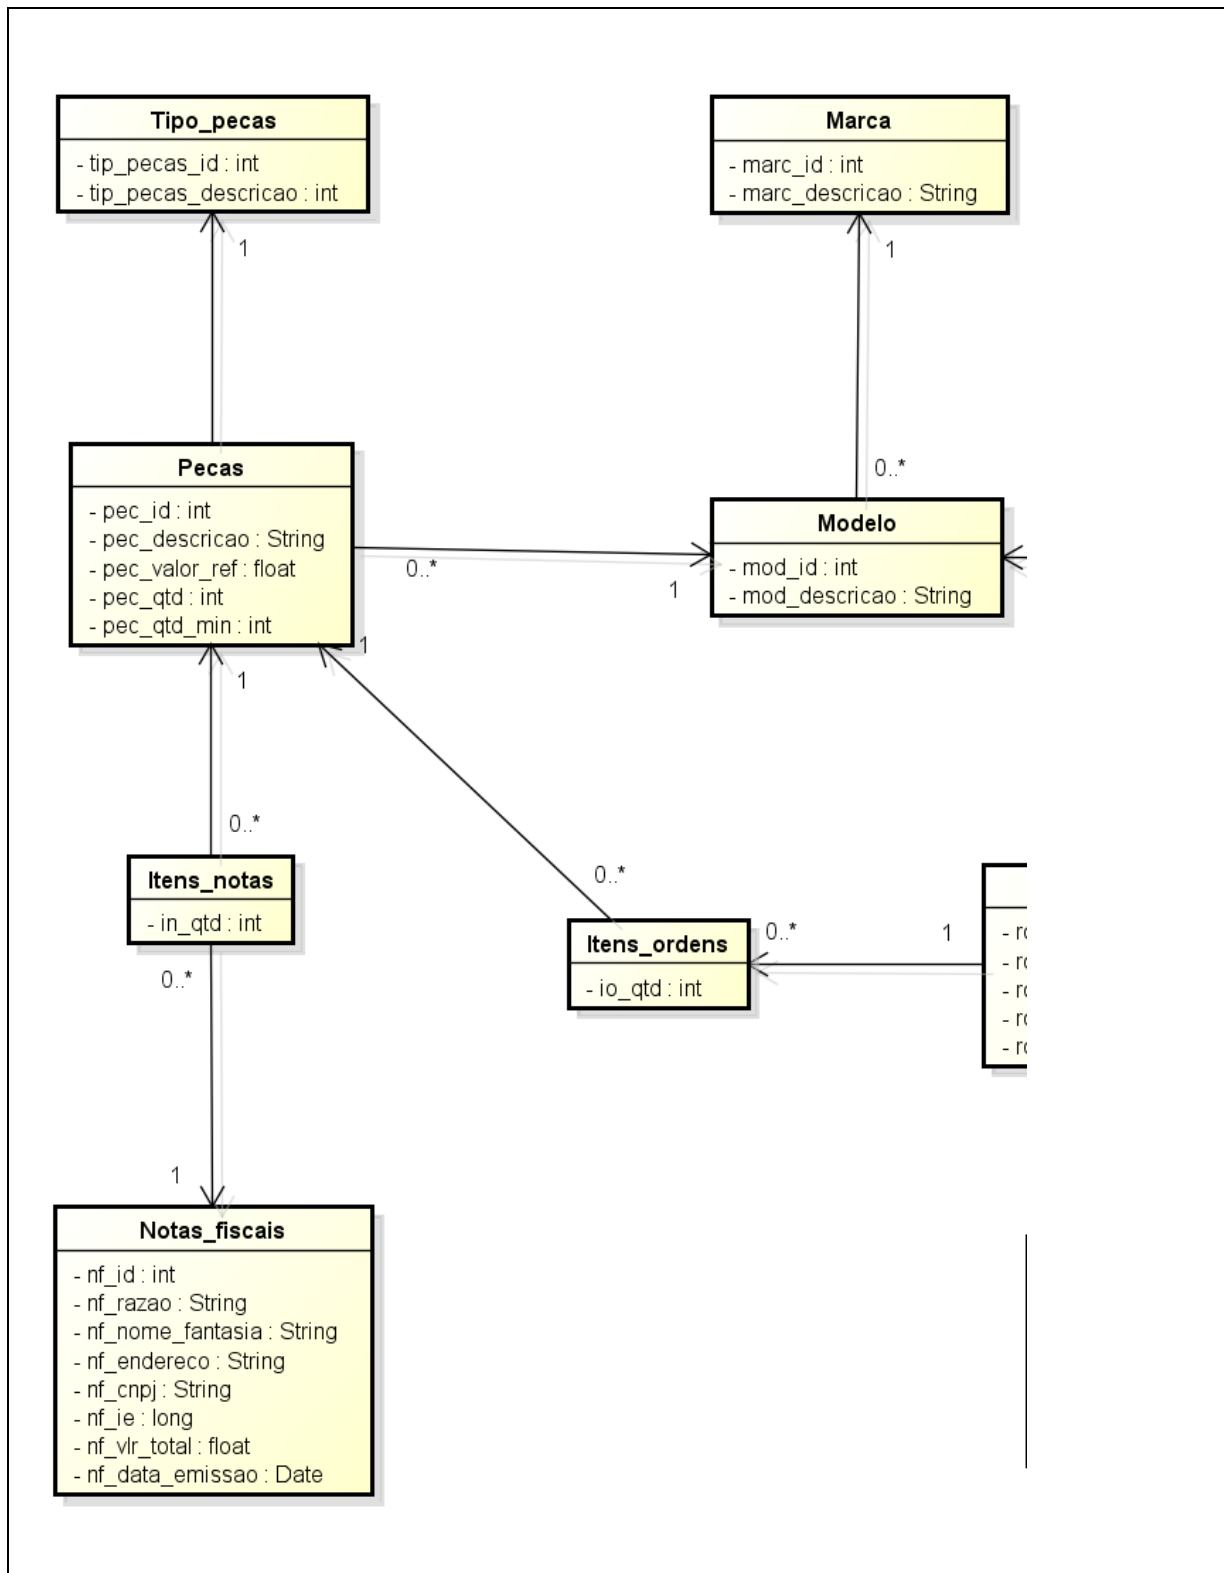 Tipo_pecas
- tip_pecas_id : int
- tip_pecas_descricao : int
1
Marca
- marc_id : int
- marc_descricao : String
1
0..*
Pecas
- pec_id : int
- pec_descricao : String
- pec_valor_ref : float
- pec_qtd : int
- pec_qtd_min : int
0..*
1
Modelo
- mod_id : int
- mod_descricao : String
1
1
0..*
Itens_notas
- in_qtd : int
0..*
0..*
Itens_ordens
- io_qtd : int
0..*
1
1
Notas_fiscais
- nf_id : int
- nf_razao : String
- nf_nome_fantasia : String
- nf_endereco : String
- nf_cnpj : String
- nf_ie : long
- nf_vlr_total : float
- nf_data_emissao : Date